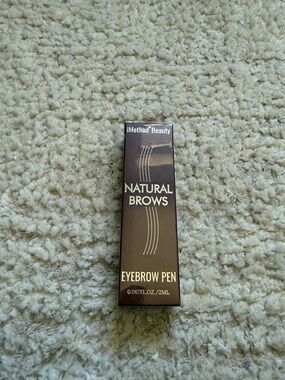 iMethod® Beauty
NATURAL
BROWS
EYEBROW PEN
0.067FL.OZ./2ML